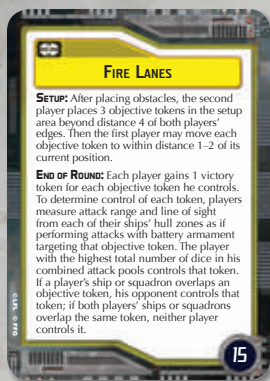 FIRE LANES
SETUP: After placing obstacles, the second
player places 3 objective tokens in the setup
area beyond distance 4 of both players'
edges. Then the first player may move each
objective token to within distance 1–2 of its
current position.
END OF ROUND: Each player gains 1 victory
token for each objective token he controls.
To determine control of each token, players
measure attack range and line of sight
from each of their ships' hull zones as if
performing attacks with battery armament
targeting that objective token. The player
with the highest total number of dice in his
combined attack pools controls that token.
If a player's ship or squadron overlaps an
objective token, his opponent controls that
token; if both players' ships or squadrons
overlap the same token, neither player
controls it.
© LFL © FFG
15